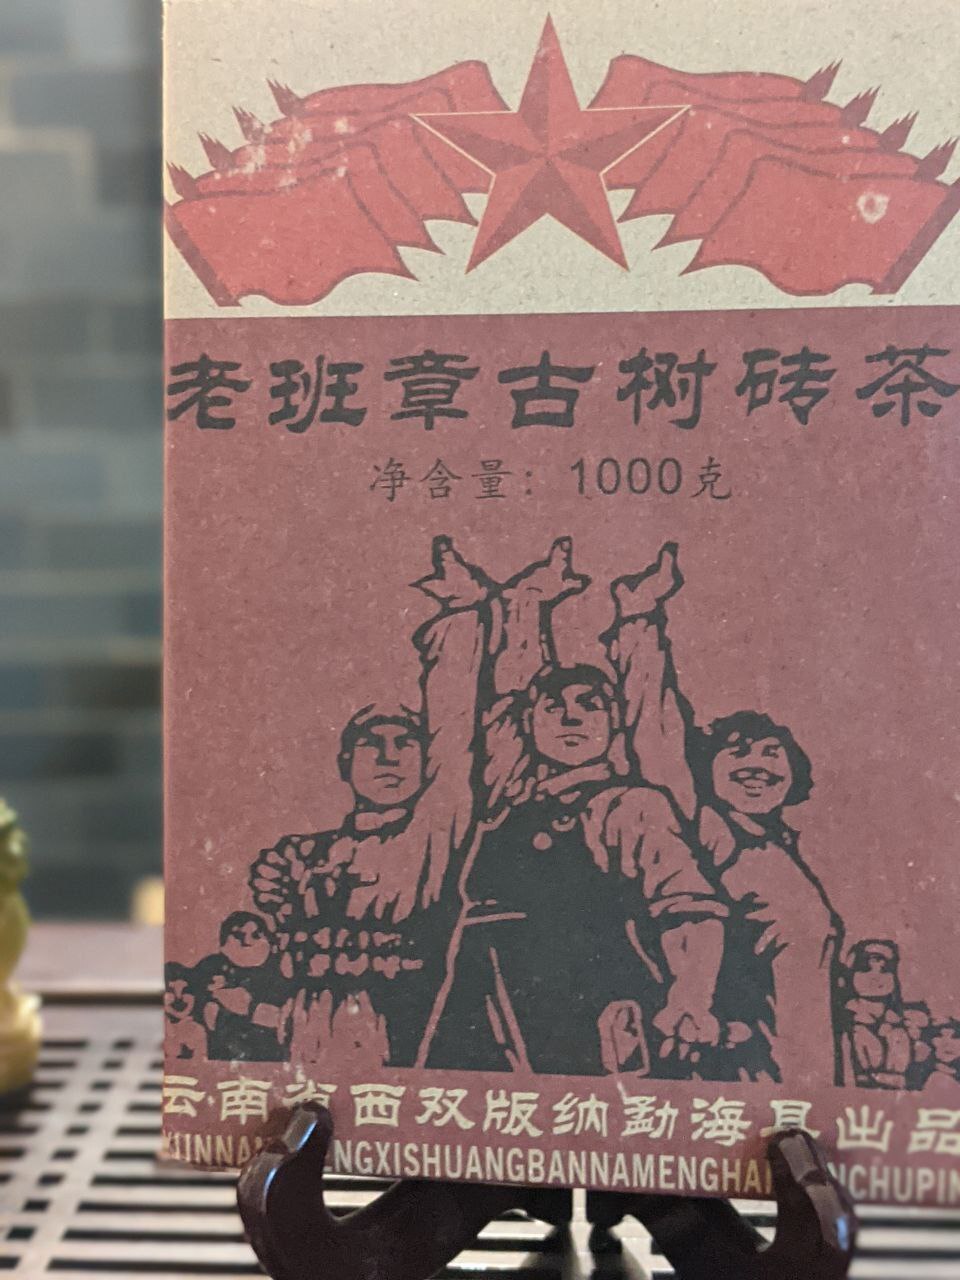 老班章古树砖茶
净含量：1000克
云南省西双版纳勐海县出品